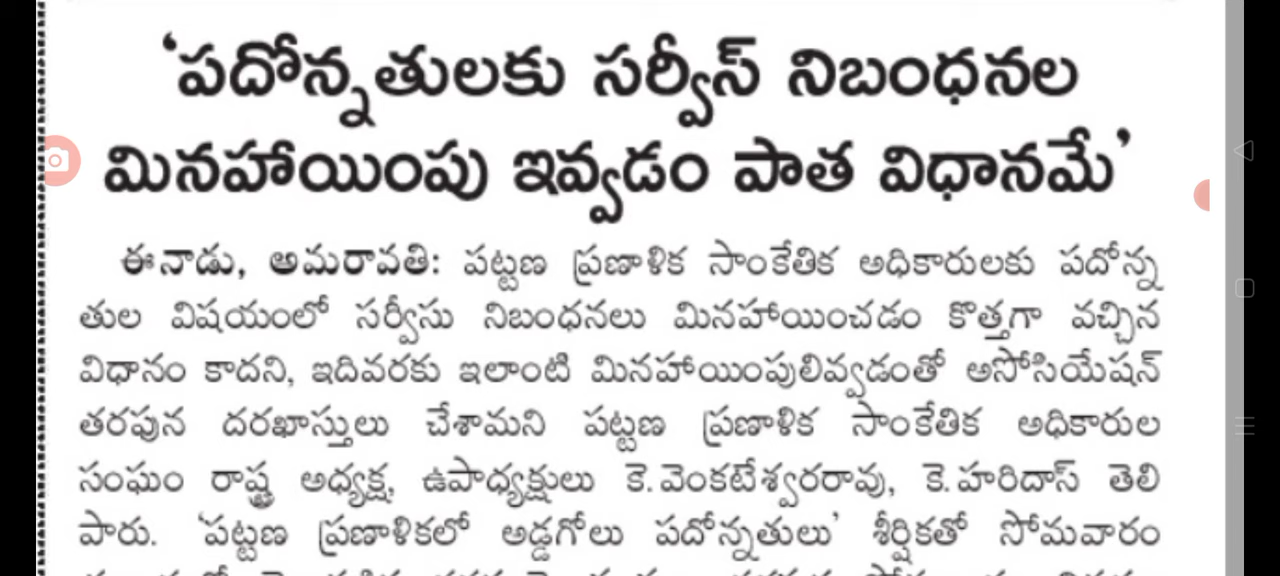 ‘పదోన్నతులకు సర్వీస్ నిబంధనల
మినహాయింపు ఇవ్వడం పాత విధానమే’
ఈనాడు, అమరావతి: పట్టణ ప్రణాళిక సాంకేతిక అధికారులకు పదోన్న
తుల విషయంలో సర్వీసు నిబంధనలు మినహాయించడం కొత్తగా వచ్చిన
విధానం కాదని, ఇదివరకు ఇలాంటి మినహాయింపులివ్వడంతో అసోసియేషన్
తరపున దరఖాస్తులు చేశామని పట్టణ ప్రణాళిక సాంకేతిక అధికారుల
సంఘం రాష్ట్ర అధ్యక్ష, ఉపాధ్యక్షులు కె.వెంకటేశ్వరరావు, కె.హరిదాస్ తెలి
పారు. ‘పట్టణ ప్రణాళికలో అడ్డగోలు పదోన్నతులు’ శీర్షికతో సోమవారం